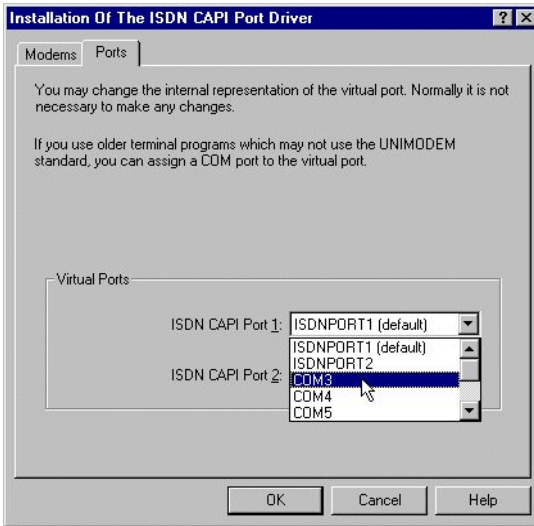 Installation Of The ISDN CAPI Port Driver
Modems
Ports
You may change the internal representation of the virtual port. Normally it is not
necessary to make any changes.
If you use older terminal programs which may not use the UNIMODEM
standard, you can assign a COM port to the virtual port.
Virtual Ports
ISDN CAPI Port 1: ISDNPORT1 (default)
ISDNPORT1 (default)
ISDNPORT2
ISDN CAPI Port 2: COM3
COM4
COM5
OK Cancel Help